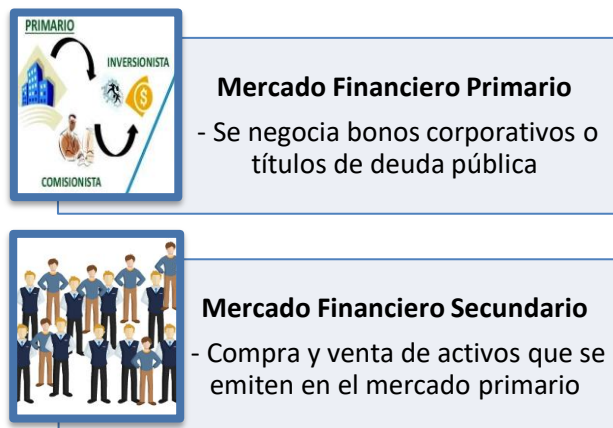 PRIMARIO
INVERSIONISTA
COMISIONISTA
Mercado Financiero Primario
- Se negocia bonos corporativos o
títulos de deuda pública
Mercado Financiero Secundario
- Compra y venta de activos que se
emiten en el mercado primario